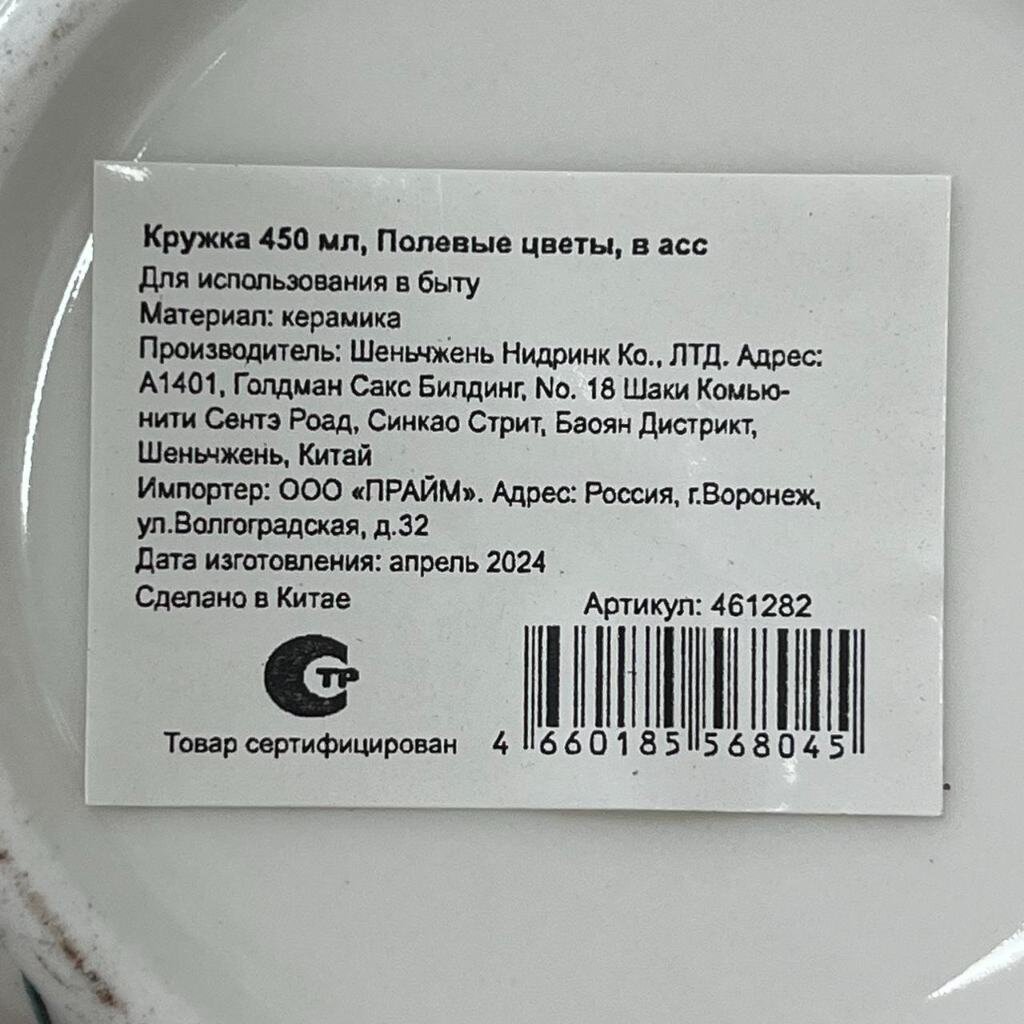 Кружка 450 мл, Полевые цветы, в асс
Для использования в быту
Материал: керамика
Производитель: Шеньчжень Нидринк Ко., ЛТД. Адрес:
А1401, Голдман Сакс Билдинг, No. 18 Шаки Комью-
нити Сентэ Роад, Синкао Стрит, Баоян Дистрикт,
Шеньчжень, Китай
Импортер: ООО «ПРАЙМ». Адрес: Россия, г.Воронеж,
ул.Волгоградская, д.32
Дата изготовления: апрель 2024
Сделано в Китае
Артикул: 461282
СТР
Товар сертифицирован
4 660185 568045